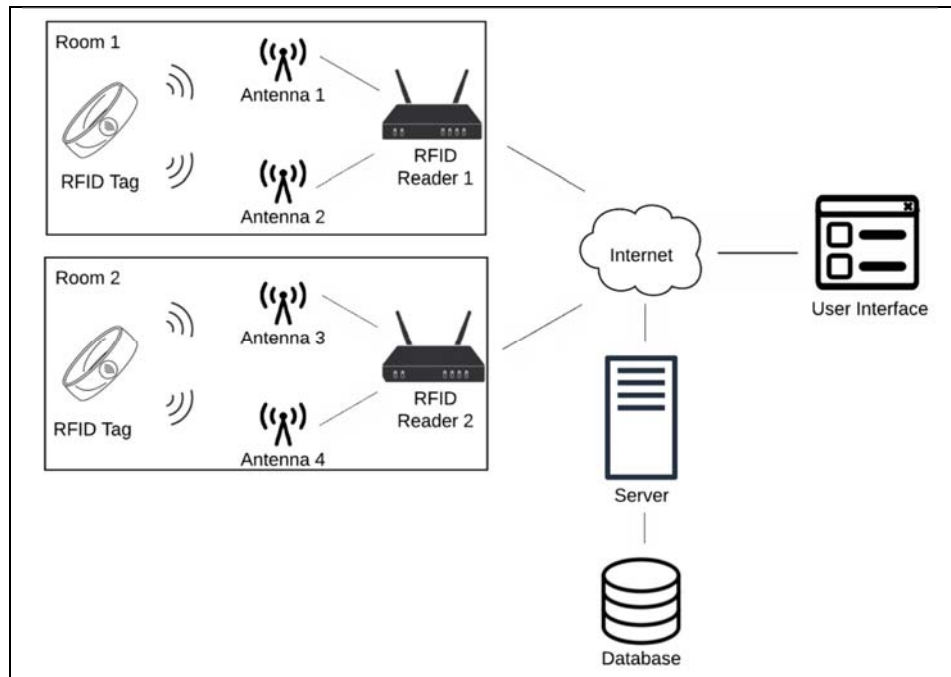 Room 1
RFID Tag
Antenna 1
Antenna 2
RFID
Reader 1
Room 2
RFID Tag
Antenna 3
Antenna 4
RFID
Reader 2
Internet
User Interface
Server
Database